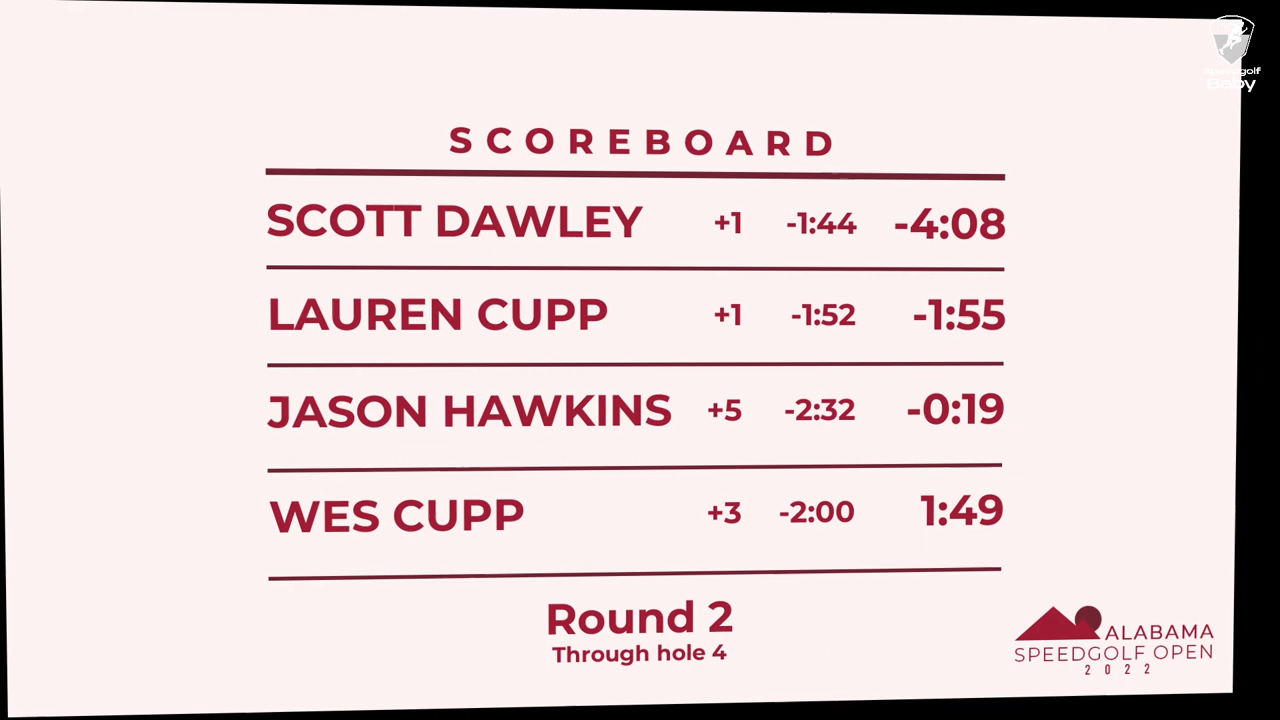 Speedgolf
Baby
SCOREBOARD
SCOTT DAWLEY +1 -1:44 -4:08
LAUREN CUPP +1 -1:52 -1:55
JASON HAWKINS +5 -2:32 -0:19
WES CUPP +3 -2:00 1:49
Round 2
Through hole 4
ALABAMA
SPEEDGOLF OPEN
2022